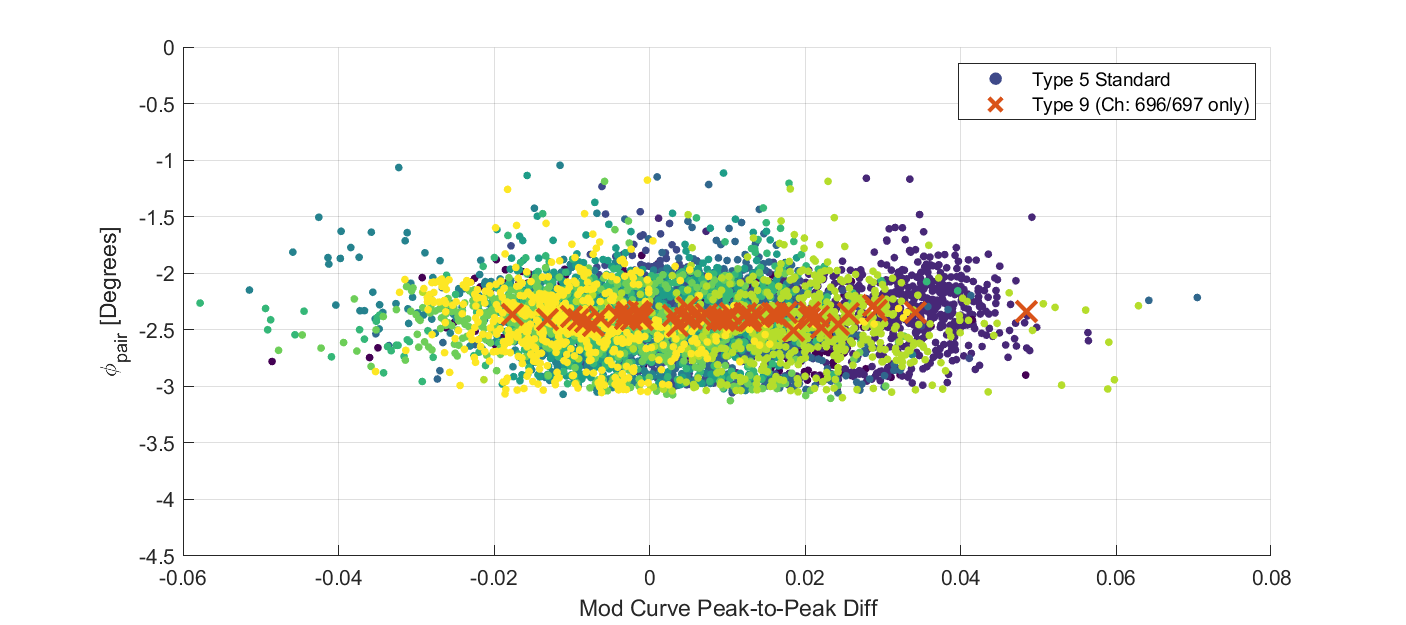 0
-0.5
-1
-1.5
-2
-2.5
-3
-3.5
-4
-4.5
ϕpair [Degrees]
Type 5 Standard
Type 9 (Ch: 696/697 only)
-0.06 -0.04 -0.02 0 0.02 0.04 0.06 0.08
Mod Curve Peak-to-Peak Diff